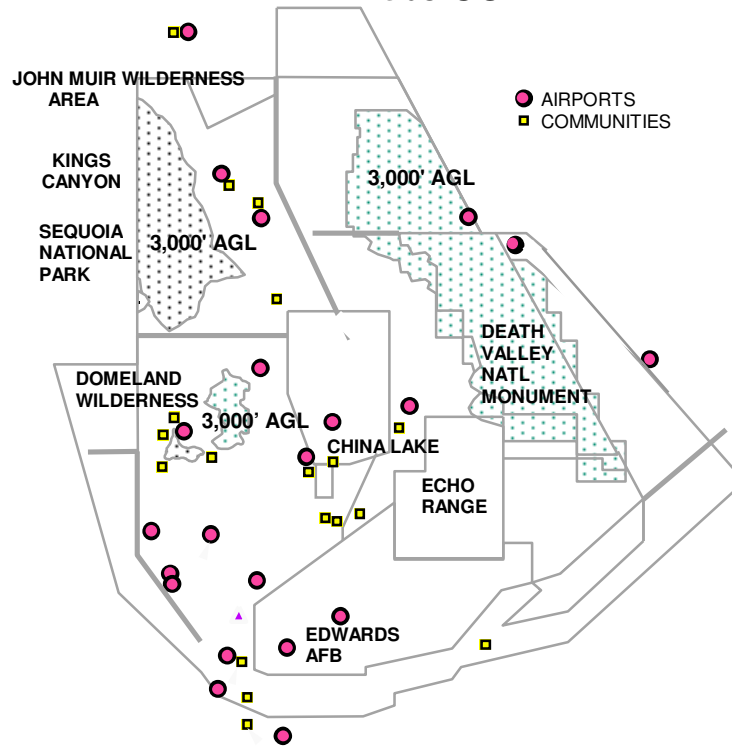 JOHN MUIR WILDERNESS
AREA
AIRPORTS
COMMUNITIES
KINGS
CANYON
3,000' AGL
SEQUOIA
NATIONAL
PARK
3,000' AGL
DEATH
VALLEY
NATL
MONUMENT
DOMELAND
WILDERNESS
3,000’ AGL
CHINA LAKE
ECHO
RANGE
EDWARDS
AFB